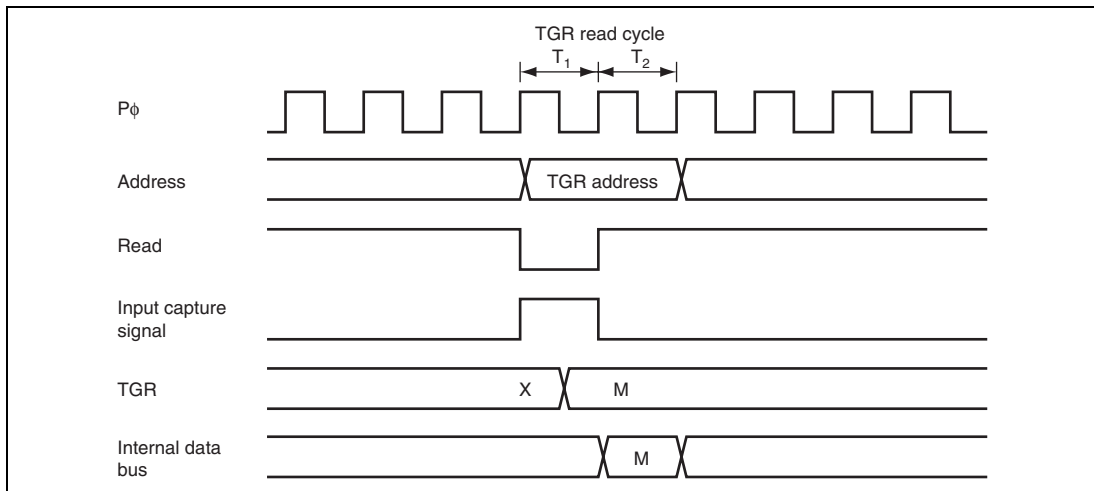 TGR read cycle
T1 T2
Pϕ
Address
TGR address
Read
Input capture
signal
TGR
X
M
Internal data
bus
M